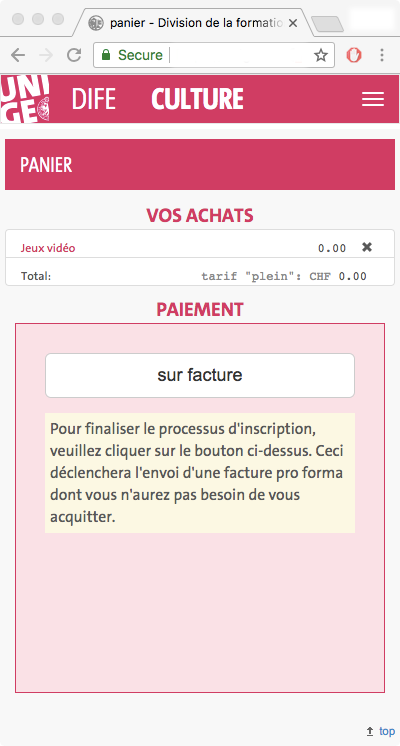 panier - Division de la formatio
Secure
UNI
GE
DIFE CULTURE
PANIER
VOS ACHATS
Jeux vidéo 0.00 ✖
Total: tarif "plein": CHF 0.00
PAIEMENT
sur facture
Pour finaliser le processus d'inscription,
veuillez cliquer sur le bouton ci-dessus. Ceci
déclenchera l'envoi d'une facture pro forma
dont vous n'aurez pas besoin de vous
acquitter.
top